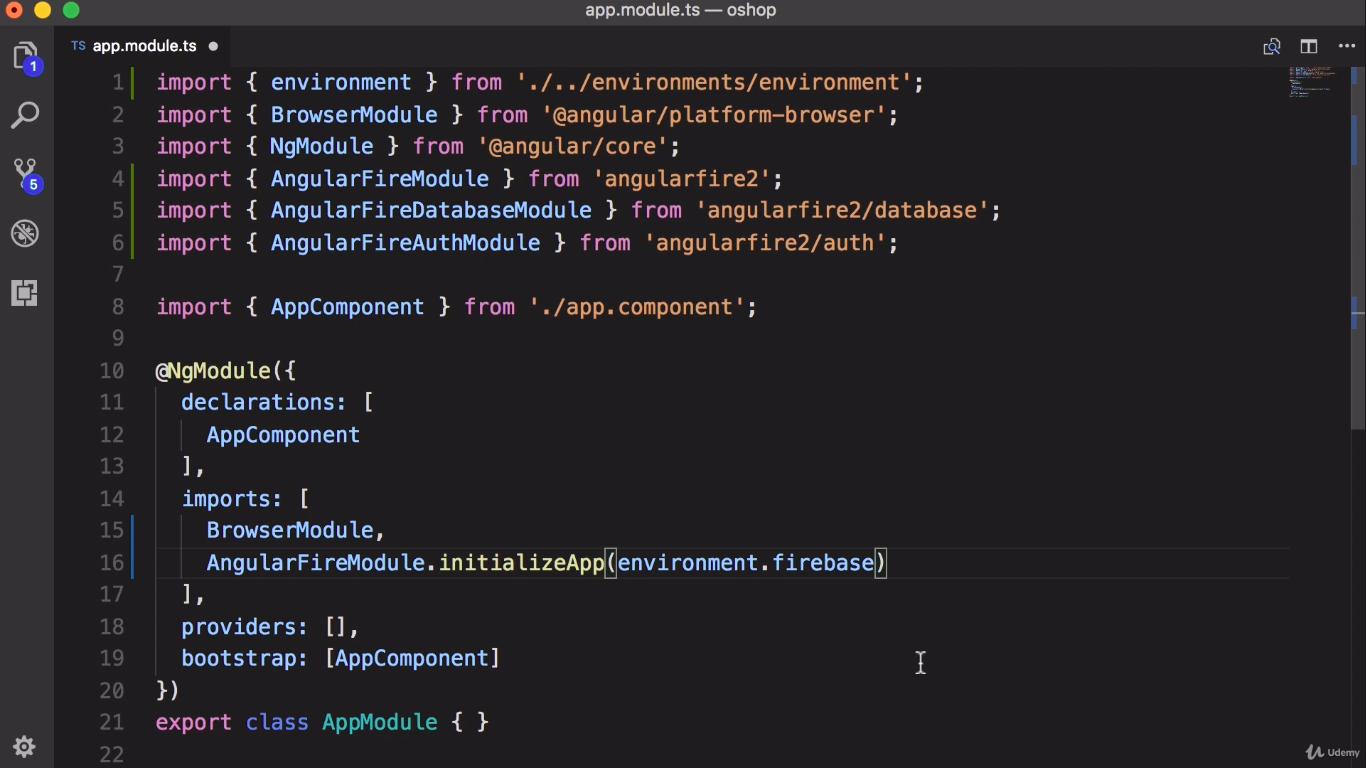 app.module.ts — oshop
TS app.module.ts
1
5
1 import { environment } from './../environments/environment';
2 import { BrowserModule } from '@angular/platform-browser';
3 import { NgModule } from '@angular/core';
4 import { AngularFireModule } from 'angularfire2';
5 import { AngularFireDatabaseModule } from 'angularfire2/database';
6 import { AngularFireAuthModule } from 'angularfire2/auth';
7
8 import { AppComponent } from './app.component';
9
10 @NgModule({
11 declarations: [
12 AppComponent
13 ],
14 imports: [
15 BrowserModule,
16 AngularFireModule.initializeApp(environment.firebase)
17 ],
18 providers: [],
19 bootstrap: [AppComponent]
20 })
21 export class AppModule { }
22
Udemy